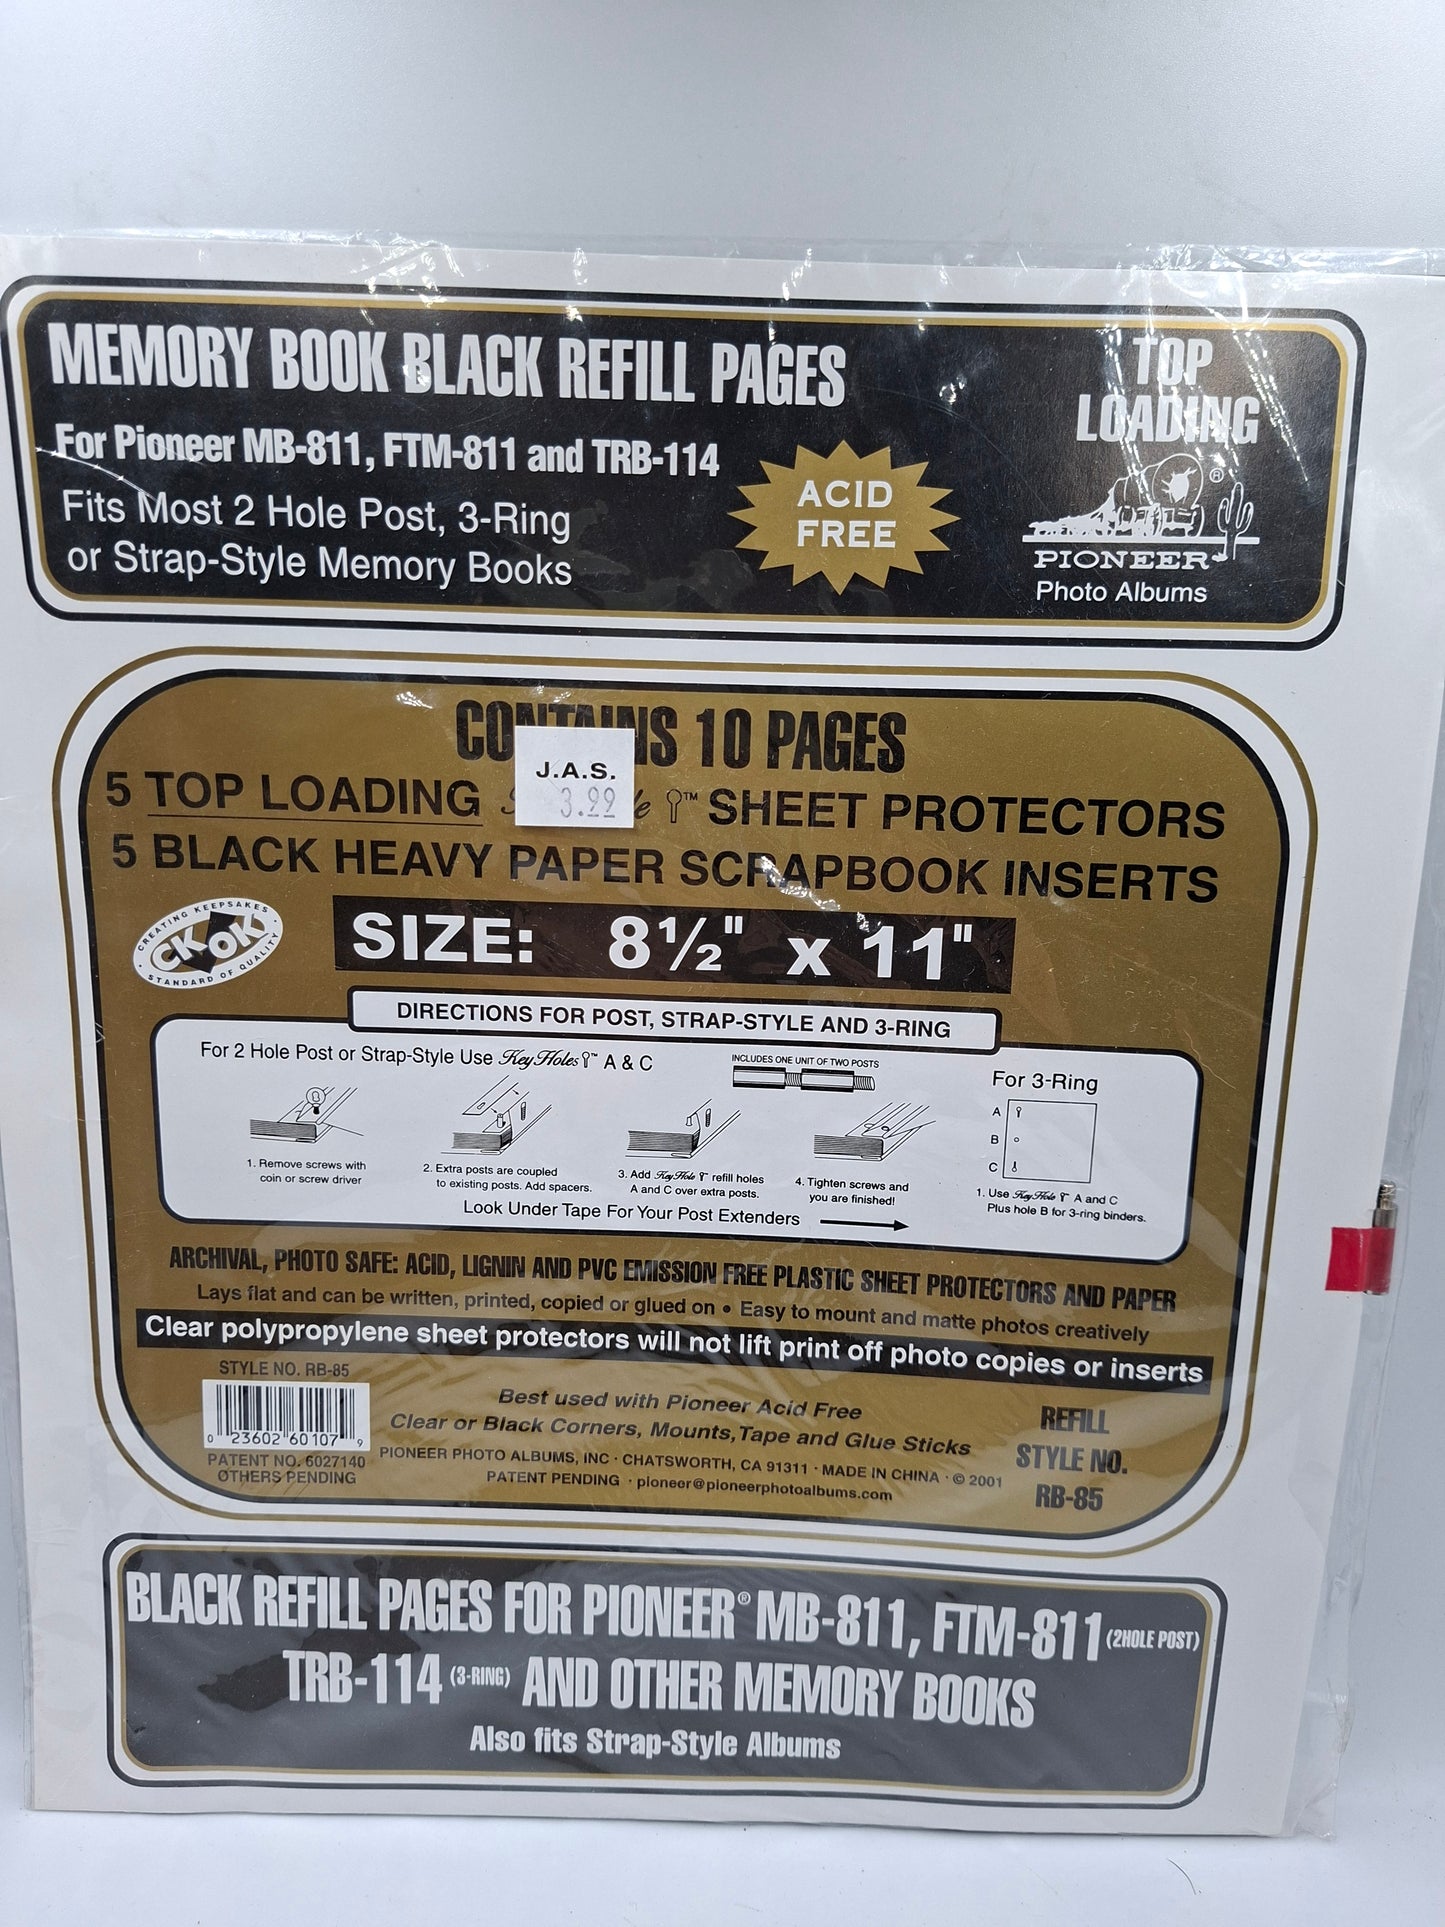 MEMORY BOOK BLACK REFILL PAGES
For Pioneer MB-811, FTM-811 and TRB-114
Fits Most 2 Hole Post, 3-Ring
or Strap-Style Memory Books
ACID
FREE
TOP
LOADING
®
PIONEER
Photo Albums
CONTAINS 10 PAGES
J.A.S.
3.99
5 TOP LOADING ™ SHEET PROTECTORS
5 BLACK HEAVY PAPER SCRAPBOOK INSERTS
CREATING KEEPSAKES
CK OK!
STANDARD OF QUALITY
SIZE: 8½" x 11"
DIRECTIONS FOR POST, STRAP-STYLE AND 3-RING
For 2 Hole Post or Strap-Style Use KeyHoles™ A & C
INCLUDES ONE UNIT OF TWO POSTS
1. Remove screws with
coin or screw driver
2. Extra posts are coupled
to existing posts. Add spacers.
3. Add KeyHole™ refill holes
A and C over extra posts.
4. Tighten screws and
you are finished!
Look Under Tape For Your Post Extenders
For 3-Ring
A
B
C
1. Use KeyHole™ A and C
Plus hole B for 3-ring binders.
ARCHIVAL, PHOTO SAFE: ACID, LIGNIN AND PVC EMISSION FREE PLASTIC SHEET PROTECTORS AND PAPER
Lays flat and can be written, printed, copied or glued on • Easy to mount and matte photos creatively
Clear polypropylene sheet protectors will not lift print off photo copies or inserts
STYLE NO. RB-85
0 23602 60107 9
PATENT NO. 6027140
OTHERS PENDING
Best used with Pioneer Acid Free
Clear or Black Corners, Mounts, Tape and Glue Sticks
PIONEER PHOTO ALBUMS, INC · CHATSWORTH, CA 91311 · MADE IN CHINA · © 2001
PATENT PENDING · pioneer@pioneerphotoalbums.com
REFILL
STYLE NO.
RB-85
BLACK REFILL PAGES FOR PIONEER® MB-811, FTM-811 (2HOLE POST)
TRB-114 (3-RING) AND OTHER MEMORY BOOKS
Also fits Strap-Style Albums